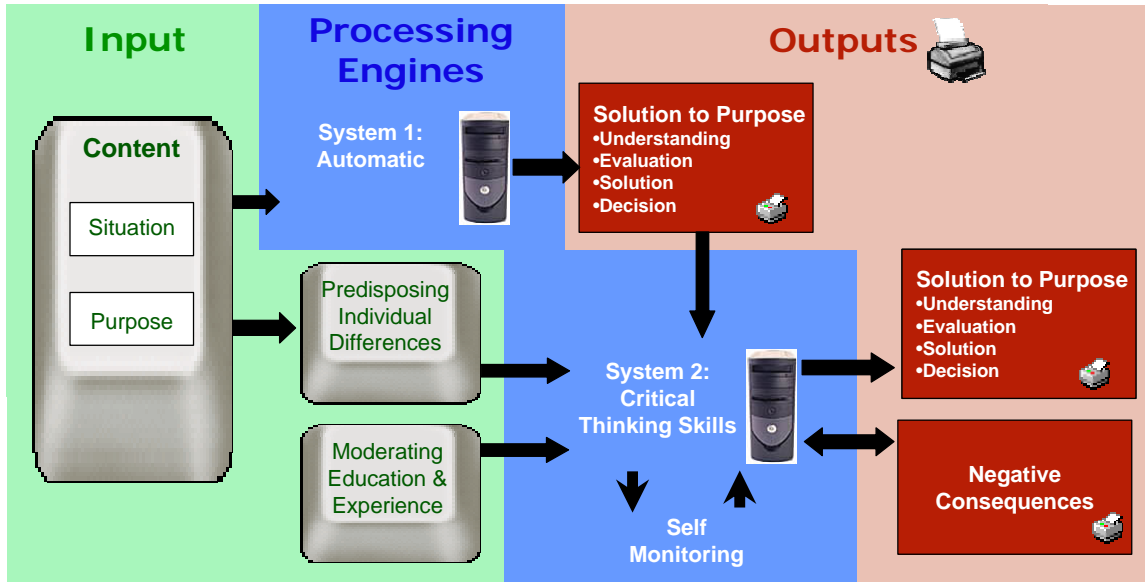 Input
Processing
Engines
Outputs
Content
Situation
Purpose
System 1:
Automatic
Solution to Purpose
•Understanding
•Evaluation
•Solution
•Decision
Predisposing
Individual
Differences
Moderating
Education &
Experience
System 2:
Critical
Thinking Skills
Self
Monitoring
Solution to Purpose
•Understanding
•Evaluation
•Solution
•Decision
Negative
Consequences